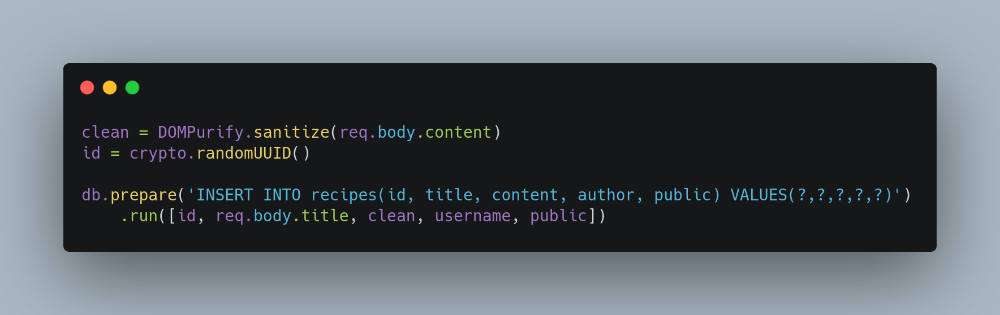 clean = DOMPurify.sanitize(req.body.content)
id = crypto.randomUUID()
db.prepare('INSERT INTO recipes(id, title, content, author, public) VALUES(?,?,?,?,?)')
    .run([id, req.body.title, clean, username, public])